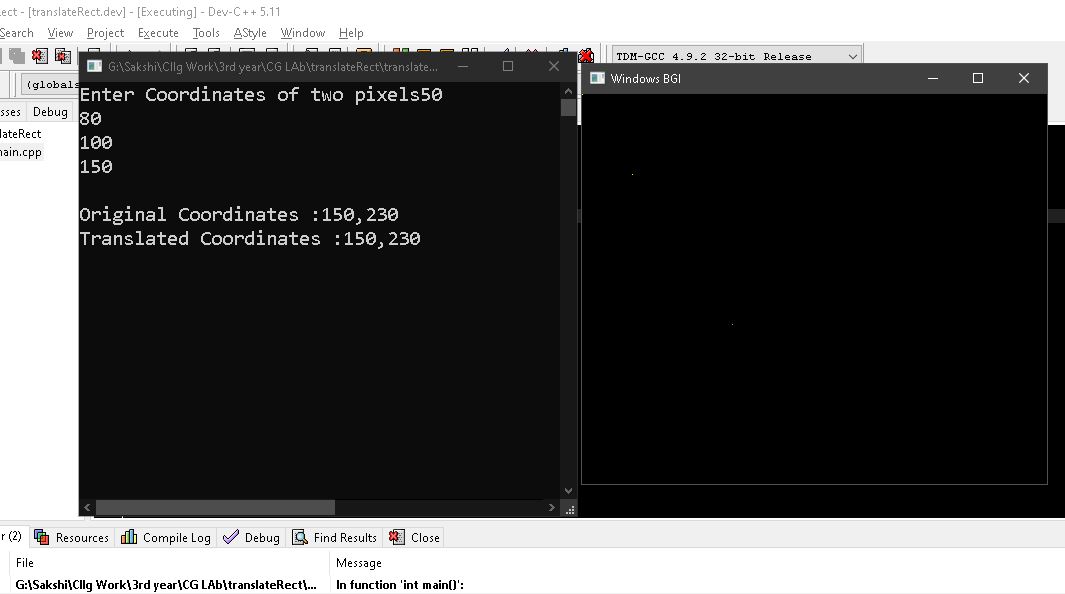 ect - [translateRect.dev] - [Executing] - Dev-C++ 5.11
Search View Project Execute Tools AStyle Window Help
TDM-GCC 4.9.2 32-bit Release
(globals
sses Debug
lateRect
main.cpp
G:\Sakshi\Cllg Work\3rd year\CG LAb\translateRect\translate...
Enter Coordinates of two pixels50
80
100
150
Original Coordinates :150,230
Translated Coordinates :150,230
Windows BGI
r (2) Resources Compile Log Debug Find Results Close
File Message
G:\Sakshi\Cllg Work\3rd year\CG LAb\translateRect\... In function 'int main()':